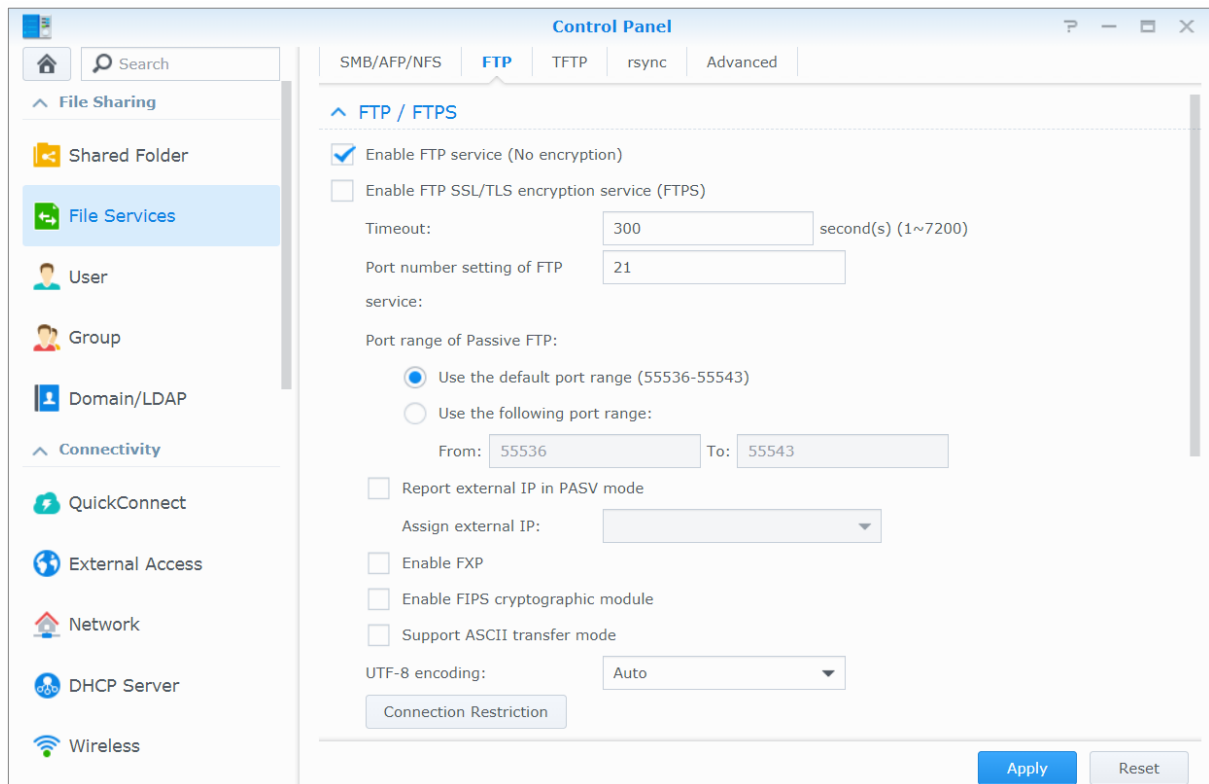 Control Panel
Search
File Sharing
Shared Folder
File Services
User
Group
Domain/LDAP
Connectivity
QuickConnect
External Access
Network
DHCP Server
Wireless
SMB/AFP/NFS FTP TFTP rsync Advanced
FTP / FTPS
Enable FTP service (No encryption)
Enable FTP SSL/TLS encryption service (FTPS)
Timeout: 300 second(s) (1~7200)
Port number setting of FTP 21
service:
Port range of Passive FTP:
Use the default port range (55536-55543)
Use the following port range:
From: 55536 To: 55543
Report external IP in PASV mode
Assign external IP:
Enable FXP
Enable FIPS cryptographic module
Support ASCII transfer mode
UTF-8 encoding: Auto
Connection Restriction
Apply Reset